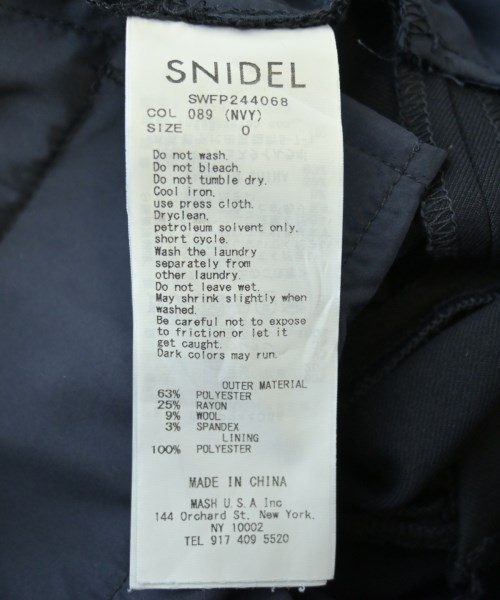 SNIDEL
SWFP244068
COL 089 (NVY)
SIZE 0
Do not wash.
Do not bleach.
Do not tumble dry.
Cool iron.
use press cloth.
Dryclean,
petroleum solvent only.
short cycle.
Wash the laundry
separately from
other laundry.
Do not leave wet.
May shrink slightly when
washed.
Be careful not to expose
to friction or let it
get caught.
Dark colors may run.
OUTER MATERIAL
63% POLYESTER
25% RAYON
9% WOOL
3% SPANDEX
LINING
100% POLYESTER
MADE IN CHINA
MASH U.S.A Inc
144 Orchard St, New York,
NY 10002
TEL 917 409 5520